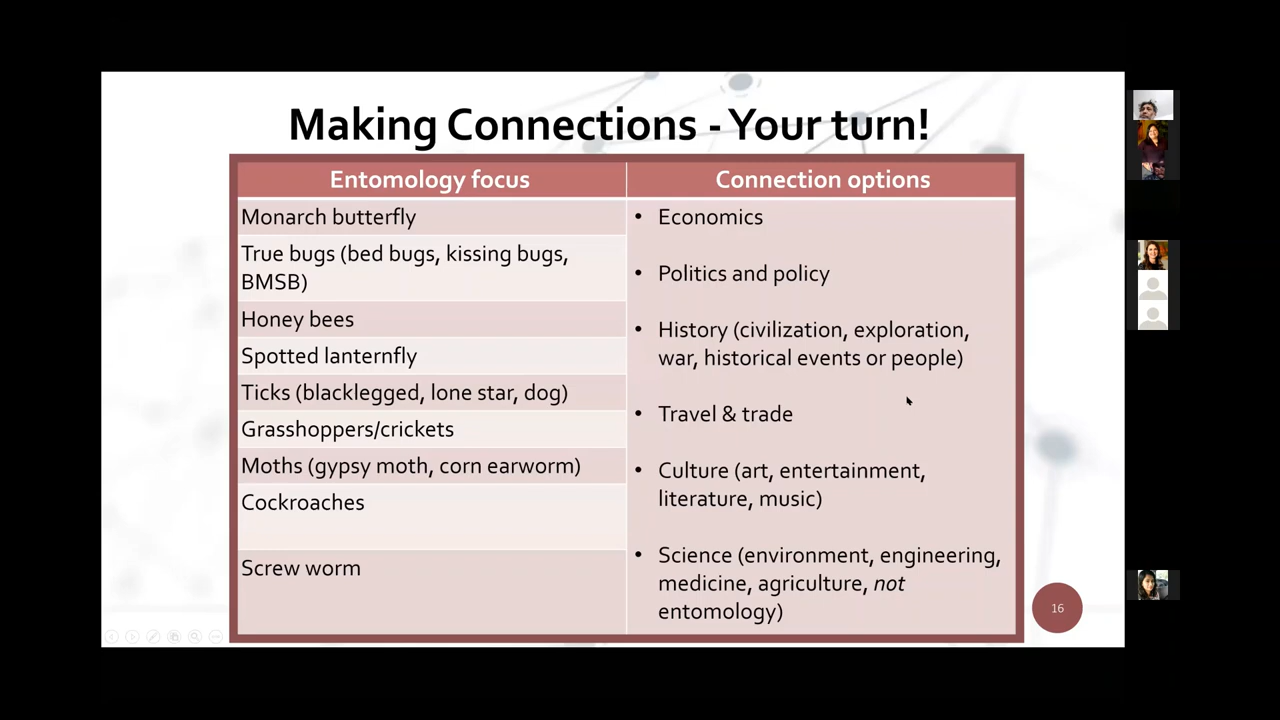 Making Connections - Your turn!
Entomology focus
Connection options
Monarch butterfly
True bugs (bed bugs, kissing bugs,
BMSB)
Honey bees
Spotted lanternfly
Ticks (blacklegged, lone star, dog)
Grasshoppers/crickets
Moths (gypsy moth, corn earworm)
Cockroaches
Screw worm
• Economics
• Politics and policy
• History (civilization, exploration,
war, historical events or people)
• Travel & trade
• Culture (art, entertainment,
literature, music)
• Science (environment, engineering,
medicine, agriculture, not
entomology)
16